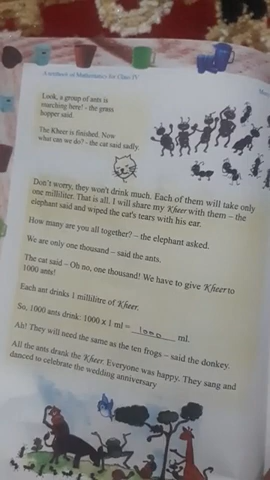 A textbook of Mathematics for Class IV
Look, a group of ants is
marching here! - the grass
hopper said.
The Kheer is finished. Now
what can we do? - the cat said sadly.
Don't worry, they won't drink much. Each of them will take only
one milliliter. That is all. I will share my Kheer with them – the
elephant said and wiped the cat's tears with his ear.
How many are you all together? – the elephant asked.
We are only one thousand – said the ants.
The cat said – Oh no, one thousand! We have to give Kheer to
1000 ants!
Each ant drinks 1 millilitre of Kheer.
So, 1000 ants drink: 1000 x 1 ml = 1000 ml.
Ah! They will need the same as the ten frogs – said the donkey.
All the ants drank the Kheer. Everyone was happy. They sang and
danced to celebrate the wedding anniversary